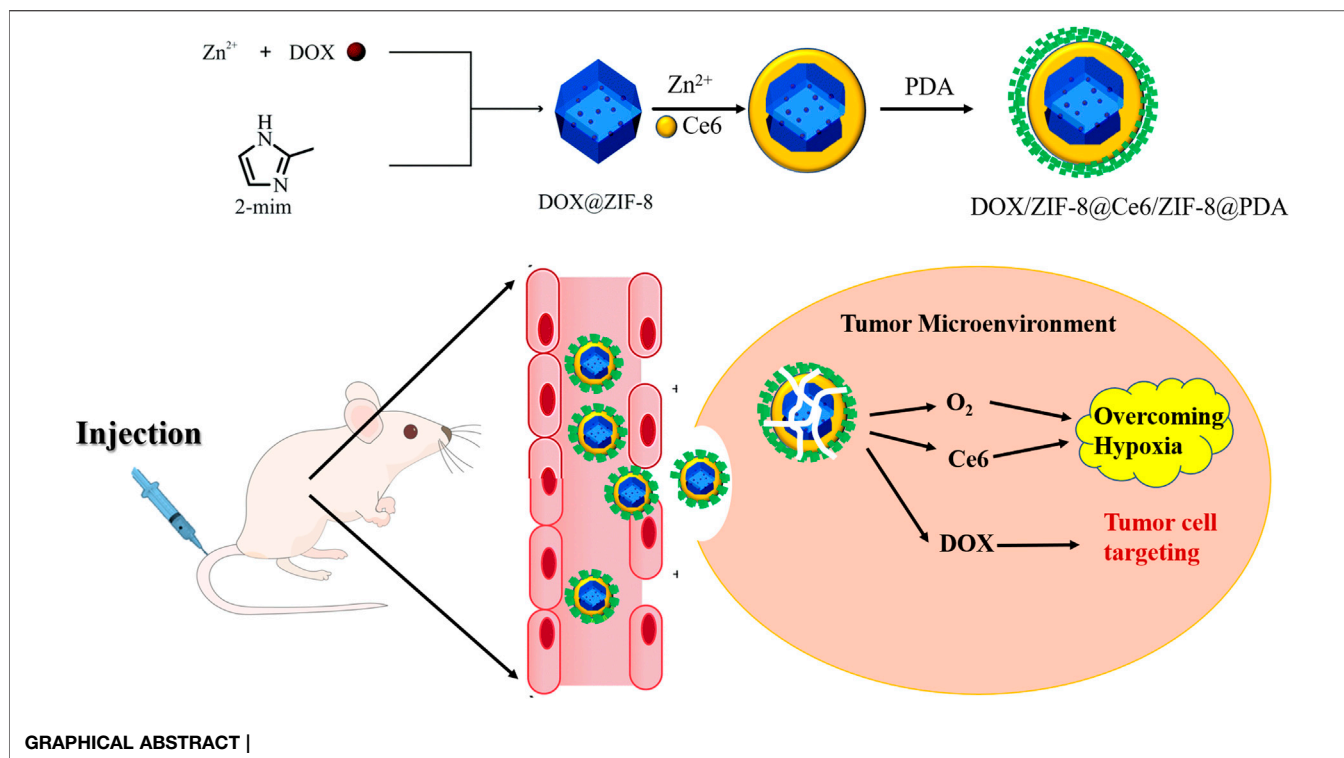 Zn²⁺ + DOX
H
N
N
2-mim
DOX@ZIF-8
Zn²⁺
Ce6
PDA
DOX/ZIF-8@Ce6/ZIF-8@PDA
Injection
Tumor Microenvironment
O₂
Ce6
DOX
Overcoming
Hypoxia
Tumor cell
targeting
GRAPHICAL ABSTRACT |